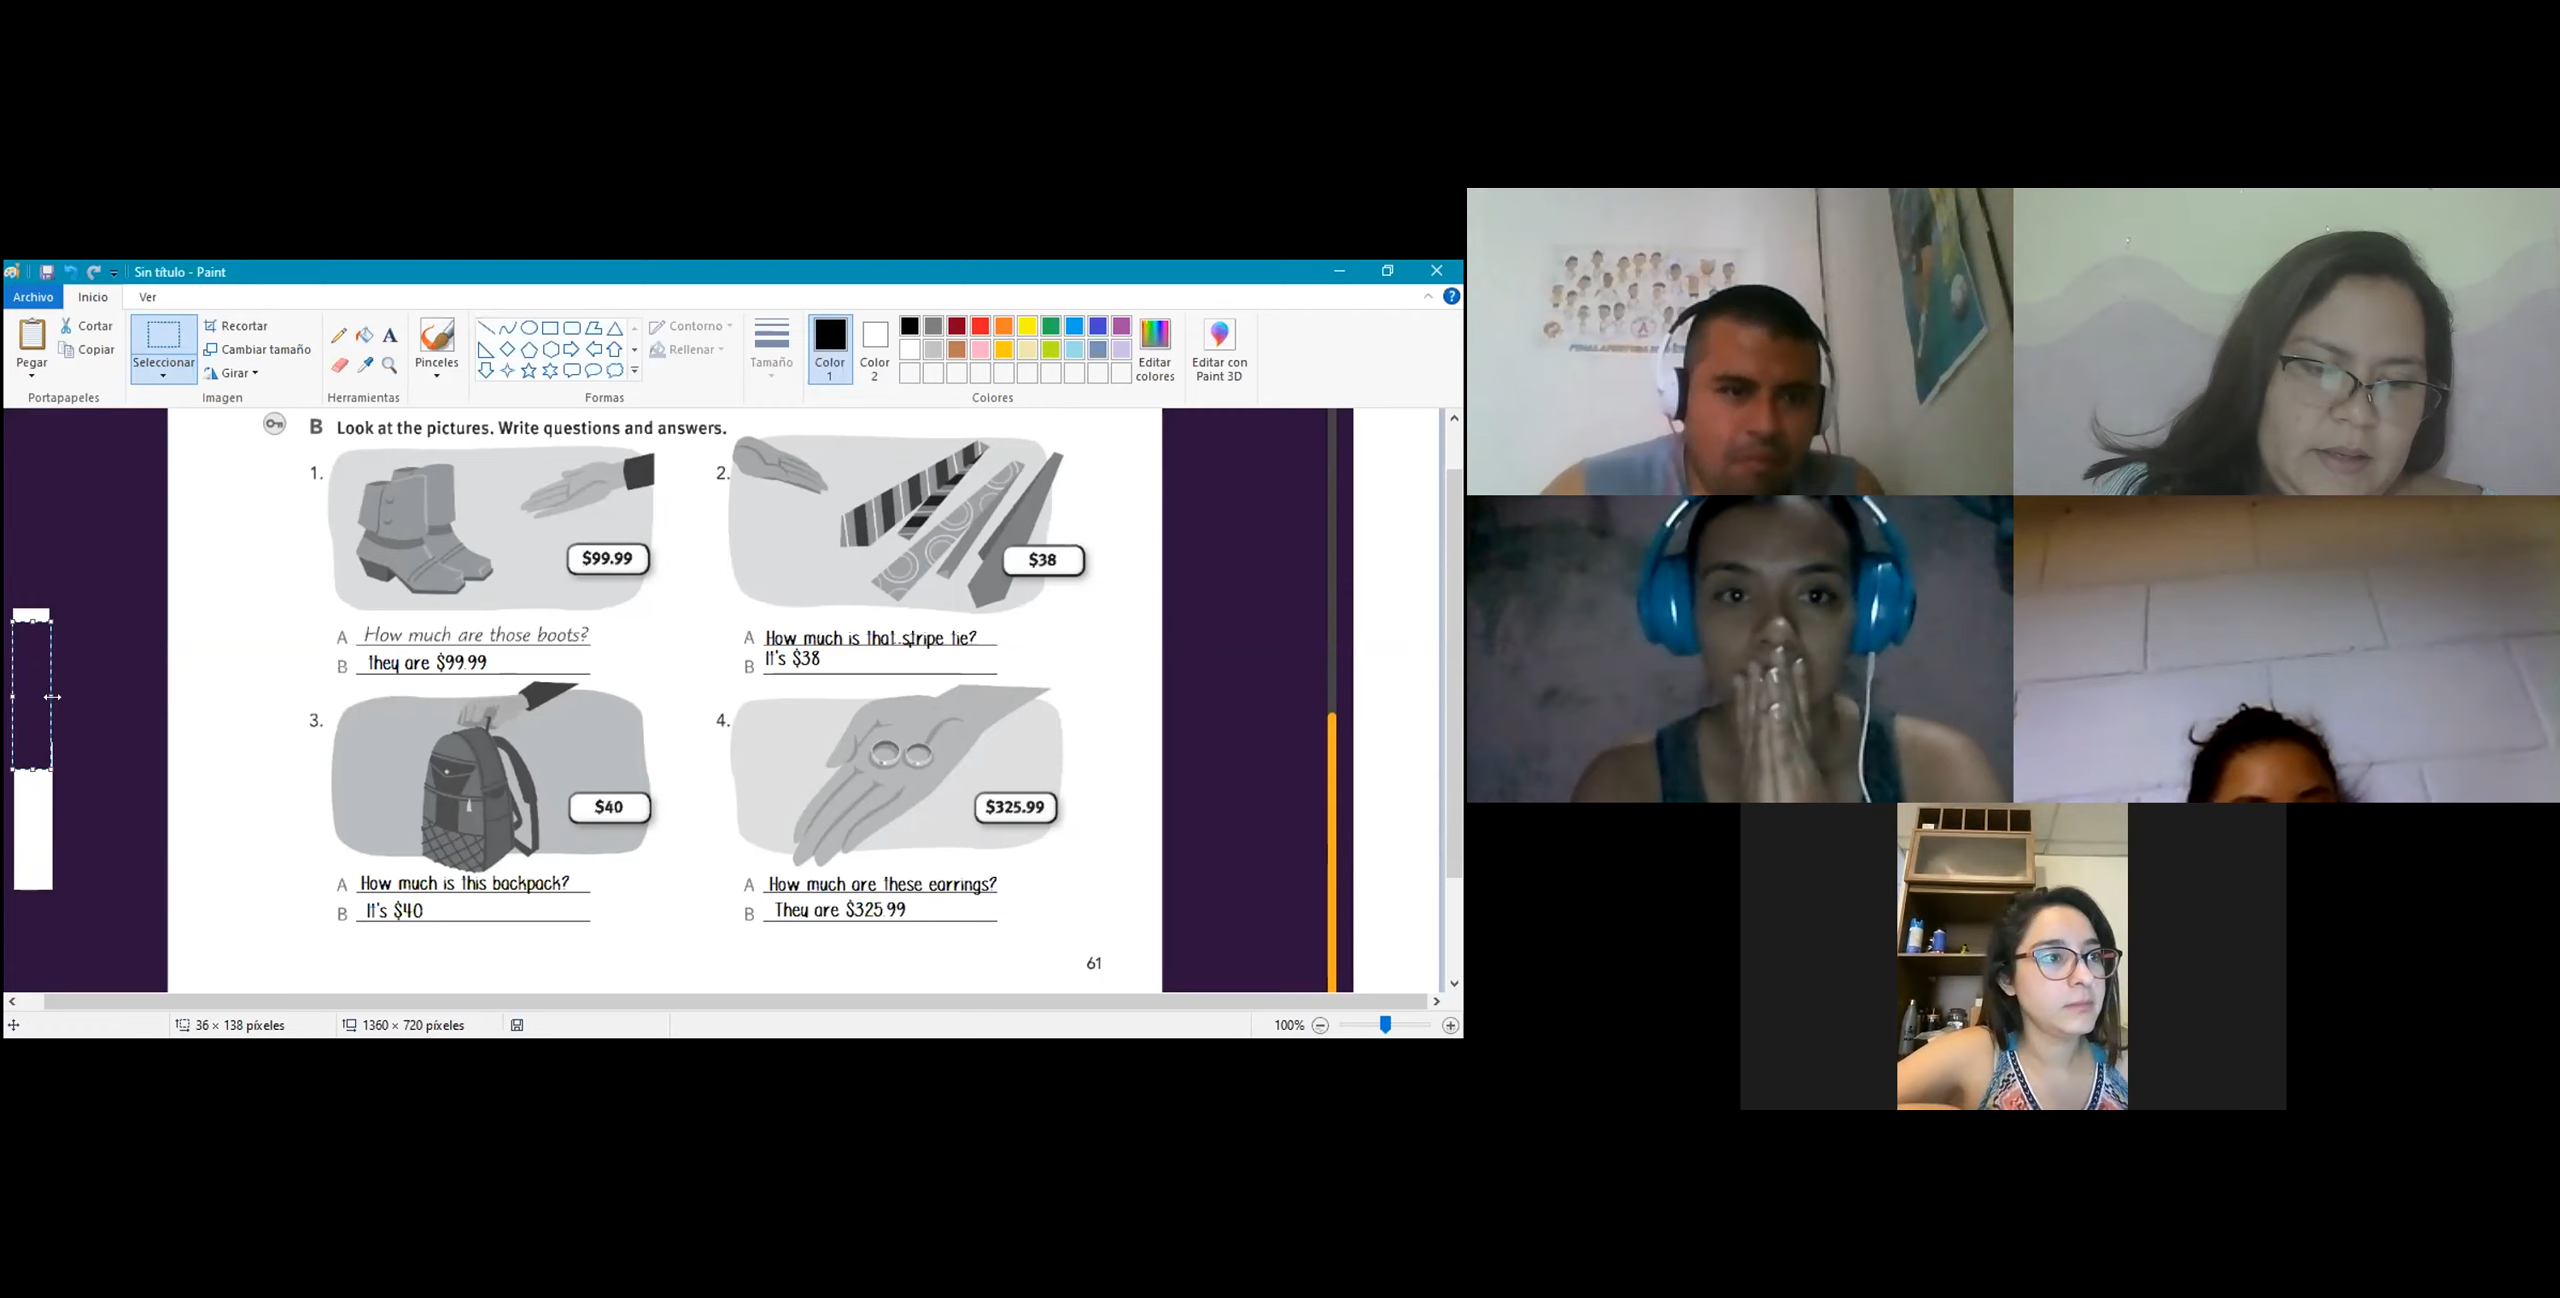 Sin título - Paint
Archivo Inicio Ver
Pegar
Cortar
Copiar
Portapapeles
Seleccionar
Recortar
Cambiar tamaño
Girar
Imagen
Herramientas
Pinceles
Formas
Contorno
Rellenar
Tamaño
Color 1
Color 2
Colores
Editar colores
Editar con Paint 3D
B Look at the pictures. Write questions and answers.
1.
$99.99
A How much are those boots?
B They are $99.99
2.
$38
A How much is that stripe tie?
B It's $38
3.
$40
A How much is this backpack?
B It's $40
4.
$325.99
A How much are these earrings?
B They are $325.99
61
36 × 138 píxeles
1360 × 720 píxeles
100%